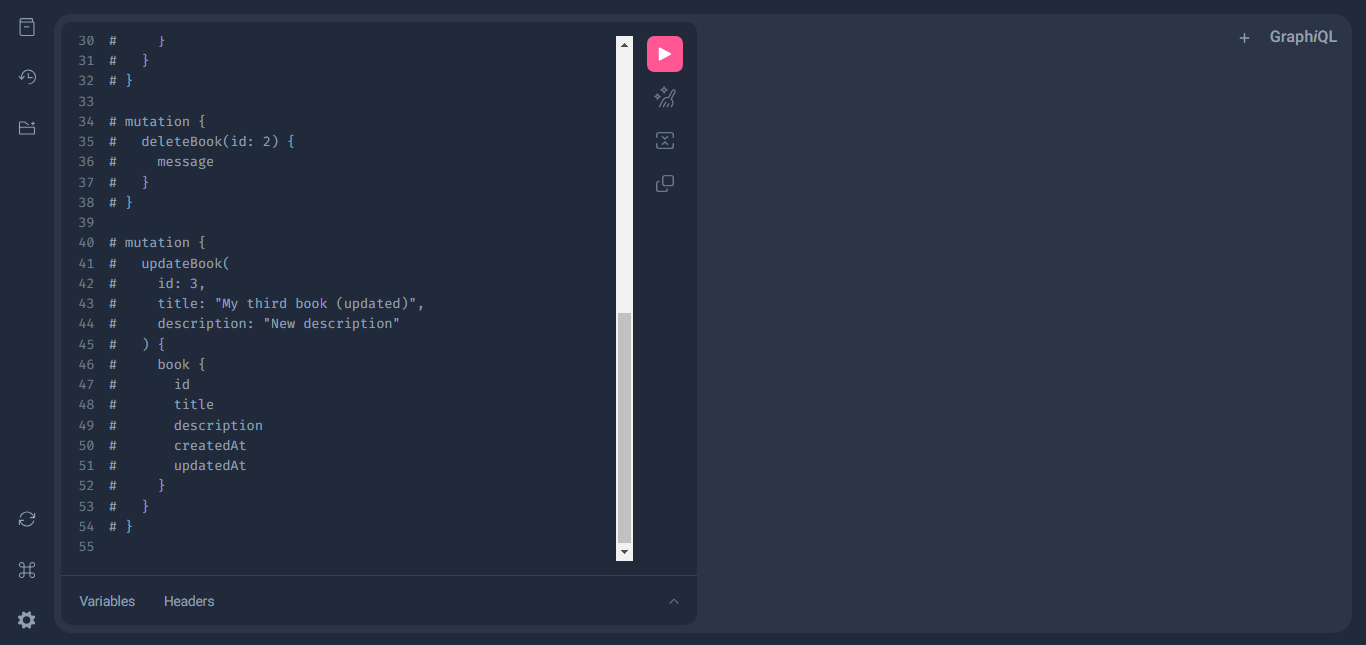 30 #     }
31 #   }
32 # }
33
34 # mutation {
35 #   deleteBook(id: 2) {
36 #     message
37 #   }
38 # }
39
40 # mutation {
41 #   updateBook(
42 #     id: 3,
43 #     title: "My third book (updated)",
44 #     description: "New description"
45 #   ) {
46 #     book {
47 #       id
48 #       title
49 #       description
50 #       createdAt
51 #       updatedAt
52 #     }
53 #   }
54 # }
55
Variables Headers
+ GraphiQL